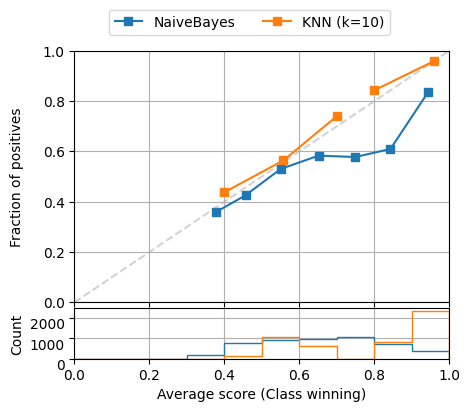 NaiveBayes KNN (k=10)
1.0
0.8
0.6
0.4
0.2
0.0
Fraction of positives
2000
1000
0
Count
0.0 0.2 0.4 0.6 0.8 1.0
Average score (Class winning)